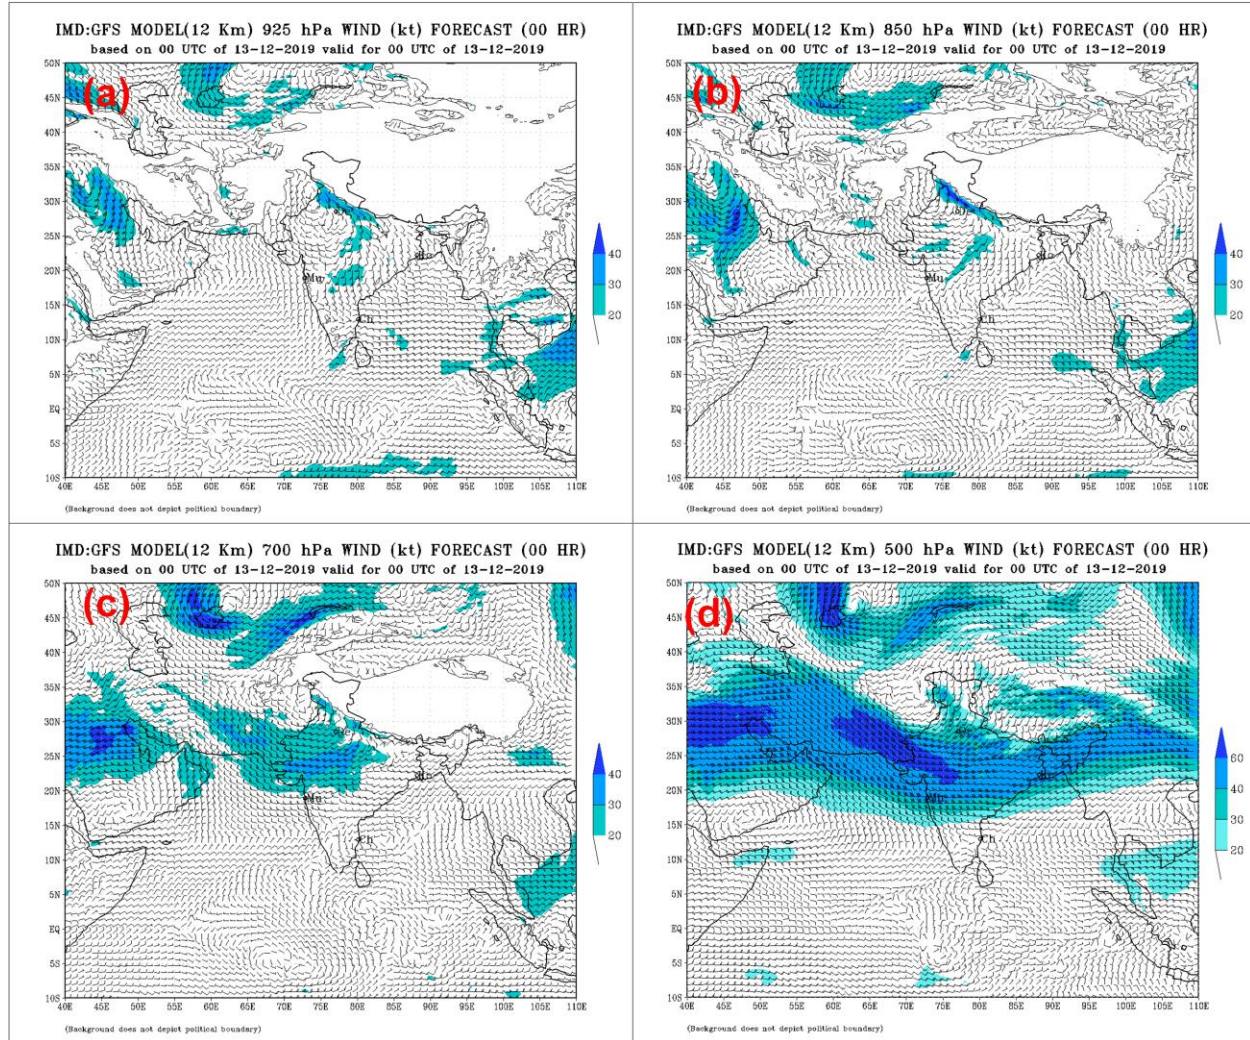 IMD:GFS MODEL(12 Km) 925 hPa WIND (kt) FORECAST (00 HR)
based on 00 UTC of 13-12-2019 valid for 00 UTC of 13-12-2019
(a)
50N
45N
40N
35N
30N
25N
20N
15N
10N
5N
EQ
5S
10S
40E 45E 50E 55E 60E 65E 70E 75E 80E 85E 90E 95E 100E 105E 110E
Mu
Ch
40
30
20
(Background does not depict political boundary)
IMD:GFS MODEL(12 Km) 850 hPa WIND (kt) FORECAST (00 HR)
based on 00 UTC of 13-12-2019 valid for 00 UTC of 13-12-2019
(b)
50N
45N
40N
35N
30N
25N
20N
15N
10N
5N
EQ
5S
10S
40E 45E 50E 55E 60E 65E 70E 75E 80E 85E 90E 95E 100E 105E 110E
Mu
Ch
40
30
20
(Background does not depict political boundary)
IMD:GFS MODEL(12 Km) 700 hPa WIND (kt) FORECAST (00 HR)
based on 00 UTC of 13-12-2019 valid for 00 UTC of 13-12-2019
(c)
50N
45N
40N
35N
30N
25N
20N
15N
10N
5N
EQ
5S
10S
40E 45E 50E 55E 60E 65E 70E 75E 80E 85E 90E 95E 100E 105E 110E
Mu
Ch
40
30
20
(Background does not depict political boundary)
IMD:GFS MODEL(12 Km) 500 hPa WIND (kt) FORECAST (00 HR)
based on 00 UTC of 13-12-2019 valid for 00 UTC of 13-12-2019
(d)
50N
45N
40N
35N
30N
25N
20N
15N
10N
5N
EQ
5S
10S
40E 45E 50E 55E 60E 65E 70E 75E 80E 85E 90E 95E 100E 105E 110E
Mu
Ch
60
40
30
20
(Background does not depict political boundary)